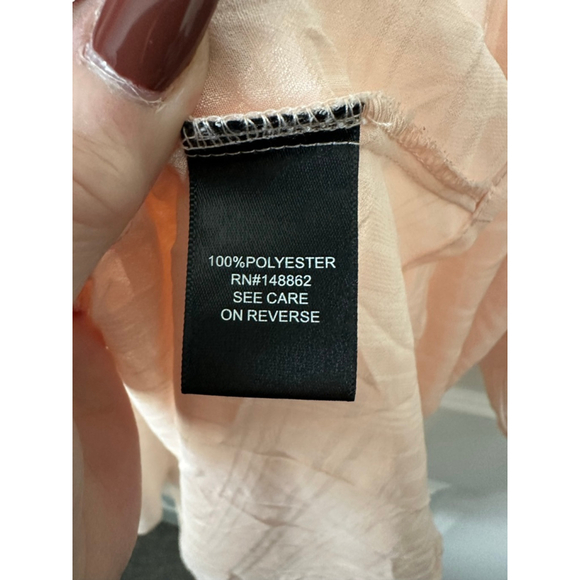 100%POLYESTER
RN#148862
SEE CARE
ON REVERSE